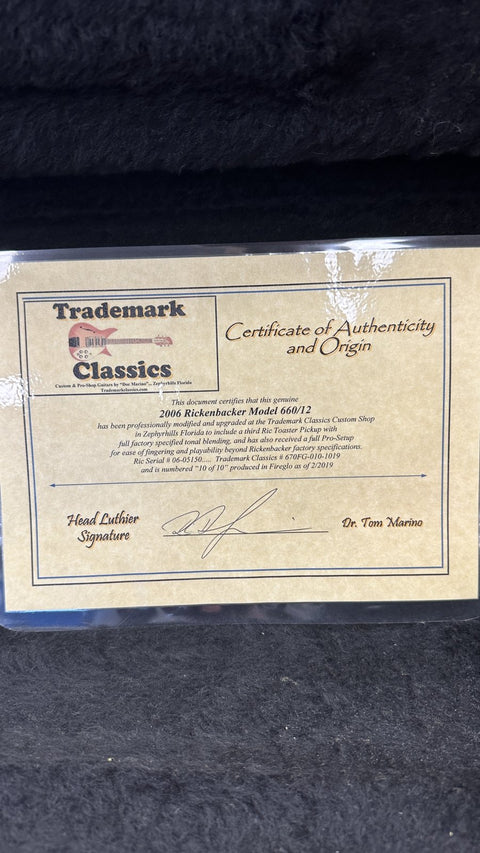 Trademark
Classics
Custom & Pro-Shop Guitars by "Doc Marino"... Zephyrhills Florida
Trademarkclassics.com
Certificate of Authenticity
and Origin
This document certifies that this genuine
2006 Rickenbacker Model 660/12
has been professionally modified and upgraded at the Trademark Classics Custom Shop
in Zephyrhills Florida to include a third Ric Toaster Pickup with
full factory specified tonal blending, and has also received a full Pro-Setup
for ease of fingering and playability beyond Rickenbacker factory specifications.
Ric Serial # 06-05150..... Trademark Classics # 670FG-010-1019
and is numbered "10 of 10" produced in Fireglo as of 2/2019
Head Luthier
Signature
Dr. Tom Marino